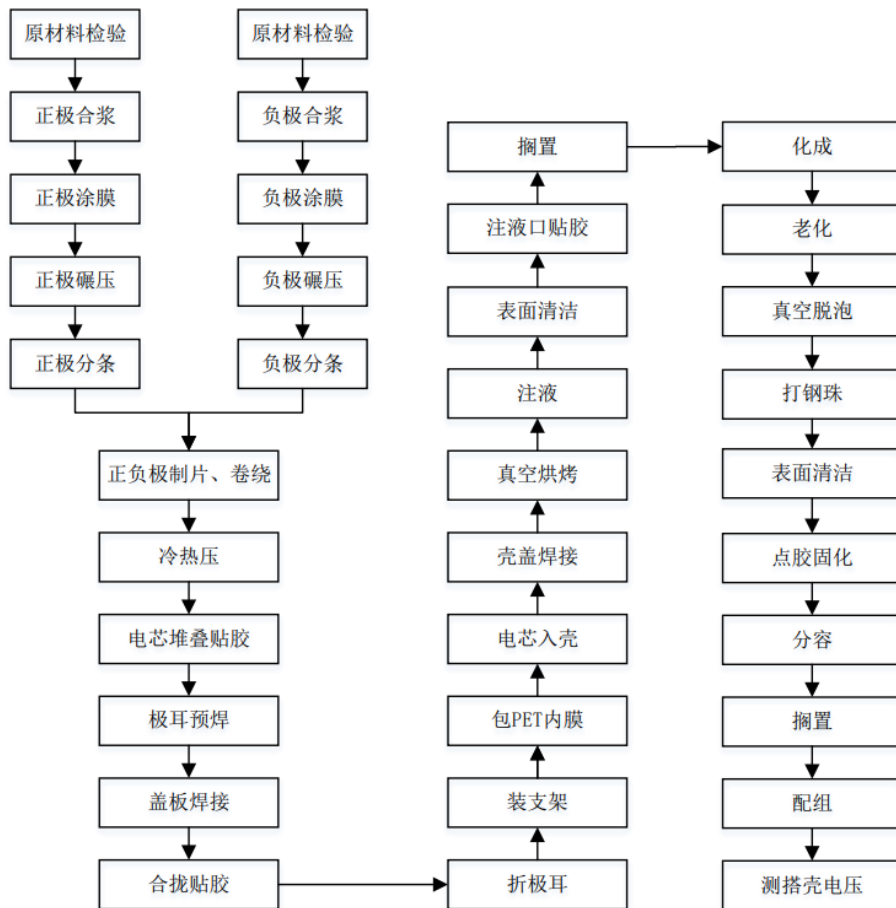 原材料检验
原材料检验
正极合浆
负极合浆
正极涂膜
负极涂膜
正极碾压
负极碾压
正极分条
负极分条
正负极制片、卷绕
冷热压
电芯堆叠贴胶
极耳预焊
盖板焊接
合拢贴胶
折极耳
装支架
包PET内膜
电芯入壳
壳盖焊接
真空烘烤
注液
表面清洁
注液口贴胶
搁置
化成
老化
真空脱泡
打钢珠
表面清洁
点胶固化
分容
搁置
配组
测搭壳电压